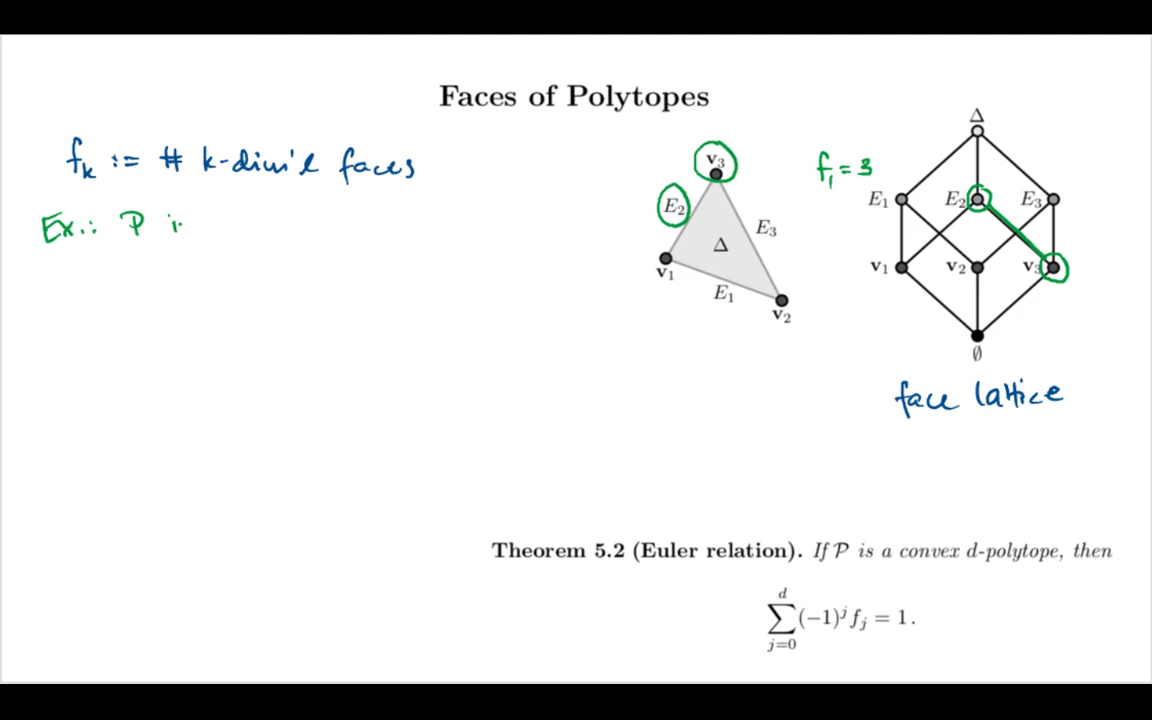 Faces of Polytopes
f_k := # k-dim'l faces
Ex.: P i
v₃
E₂
E₃
Δ
v₁
E₁
v₂
f₁ = 3
Δ
E₁ E₂ E₃
v₁ v₂ v₃
∅
face lattice
Theorem 5.2 (Euler relation). If P is a convex d-polytope, then
∑_{j=0}^{d} (−1)^j f_j = 1.